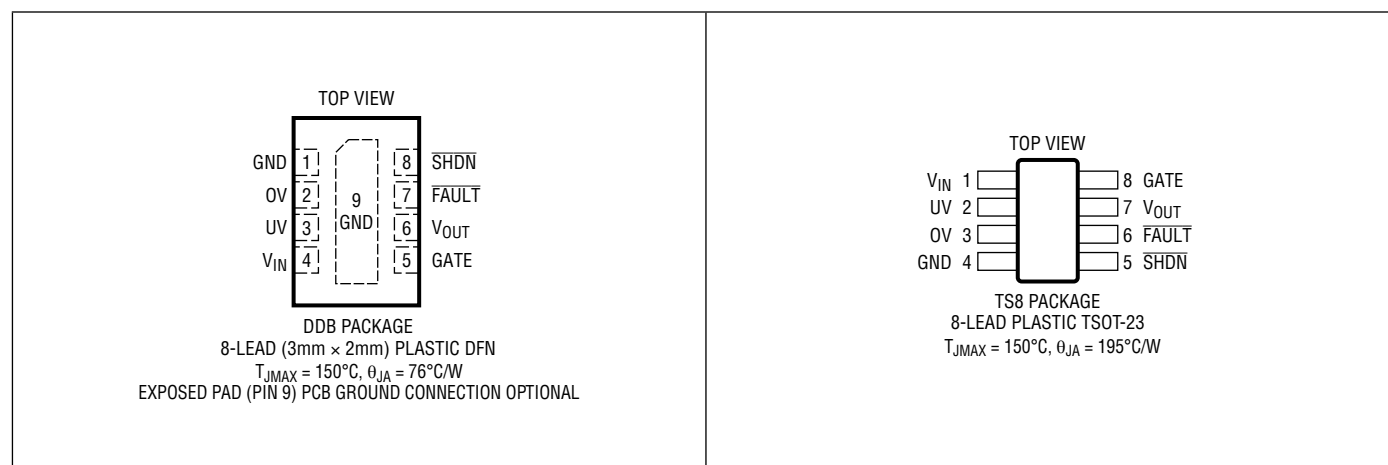 TOP VIEW
GND 1
OV 2
UV 3
VIN 4
9
GND
8 SHDN
7 FAULT
6 VOUT
5 GATE
DDB PACKAGE
8-LEAD (3mm × 2mm) PLASTIC DFN
TJMAX = 150°C, θJA = 76°C/W
EXPOSED PAD (PIN 9) PCB GROUND CONNECTION OPTIONAL
TOP VIEW
VIN 1
UV 2
OV 3
GND 4
8 GATE
7 VOUT
6 FAULT
5 SHDN
TS8 PACKAGE
8-LEAD PLASTIC TSOT-23
TJMAX = 150°C, θJA = 195°C/W